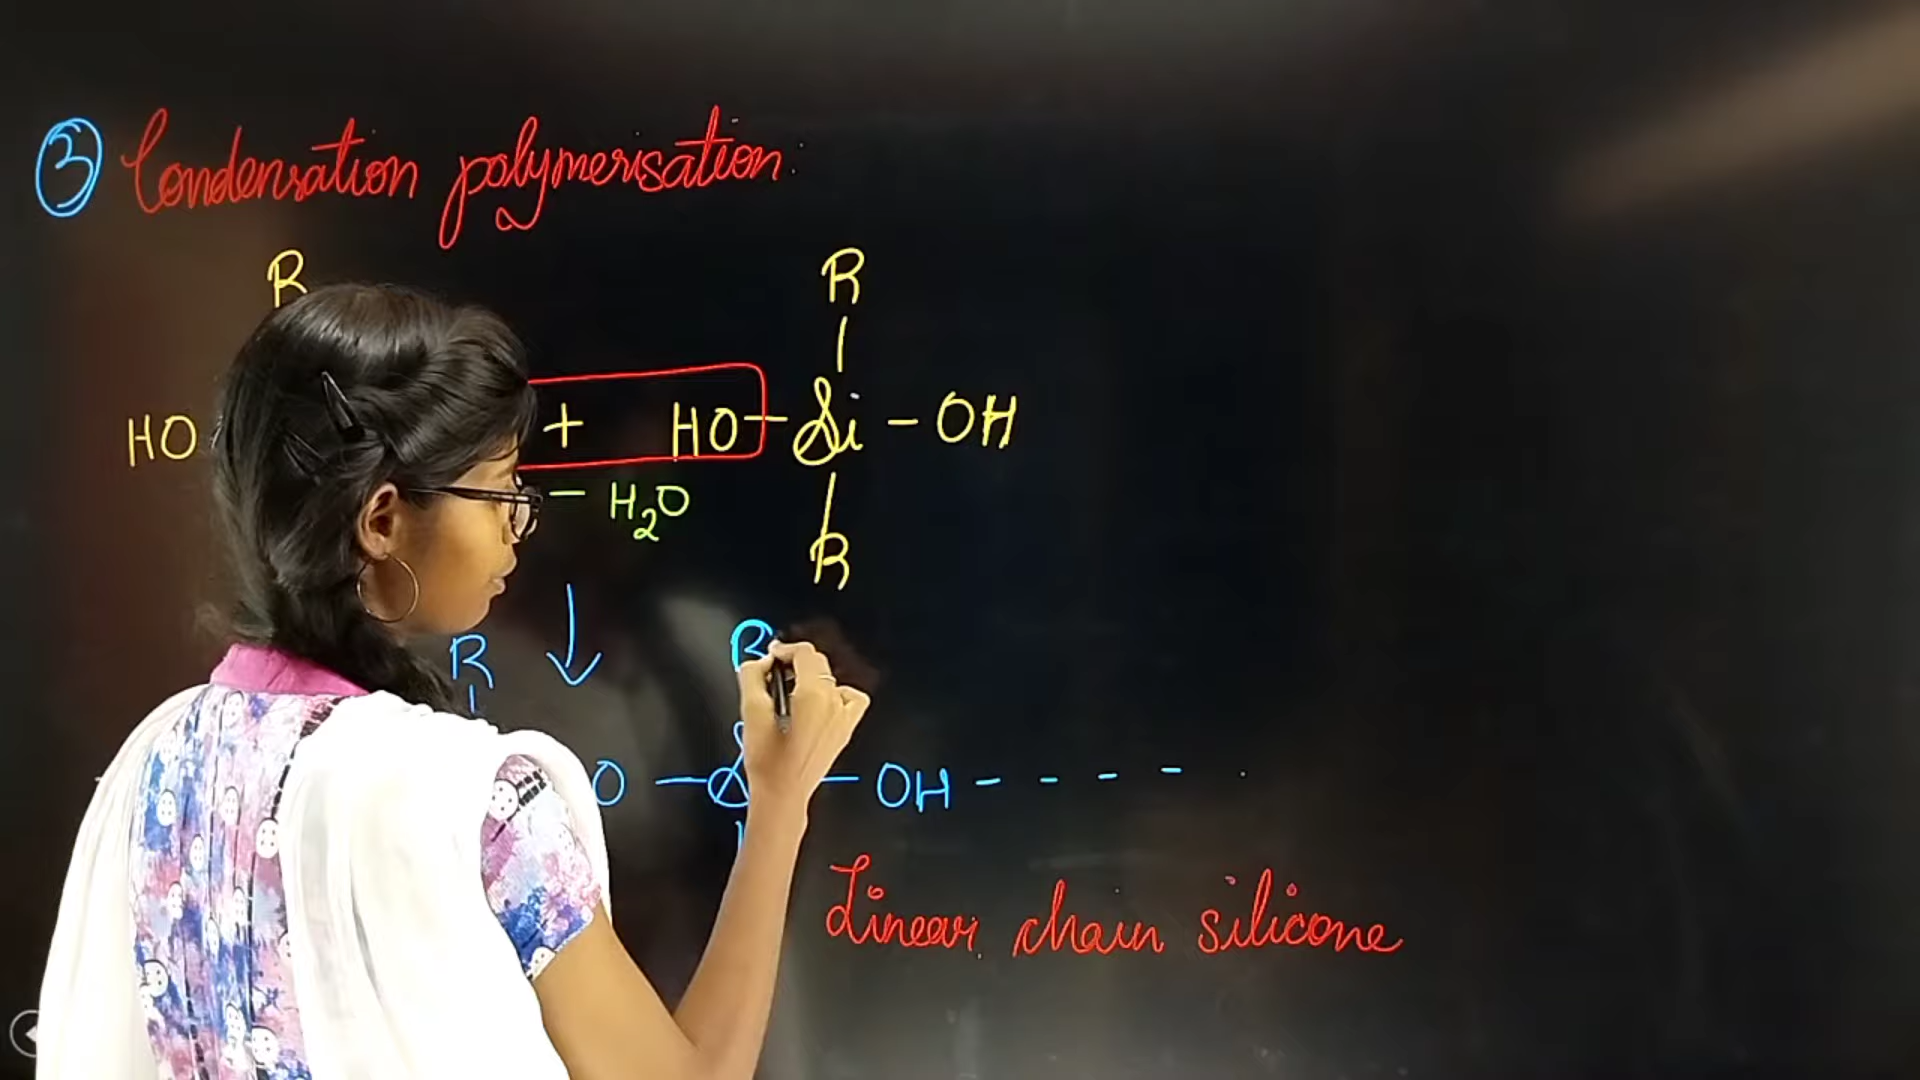 ③ Condensation polymerisation:
R R
HO + HO-Si-OH
- H2O
R
R R
O-Si-OH- - - -
Linear chain silicone